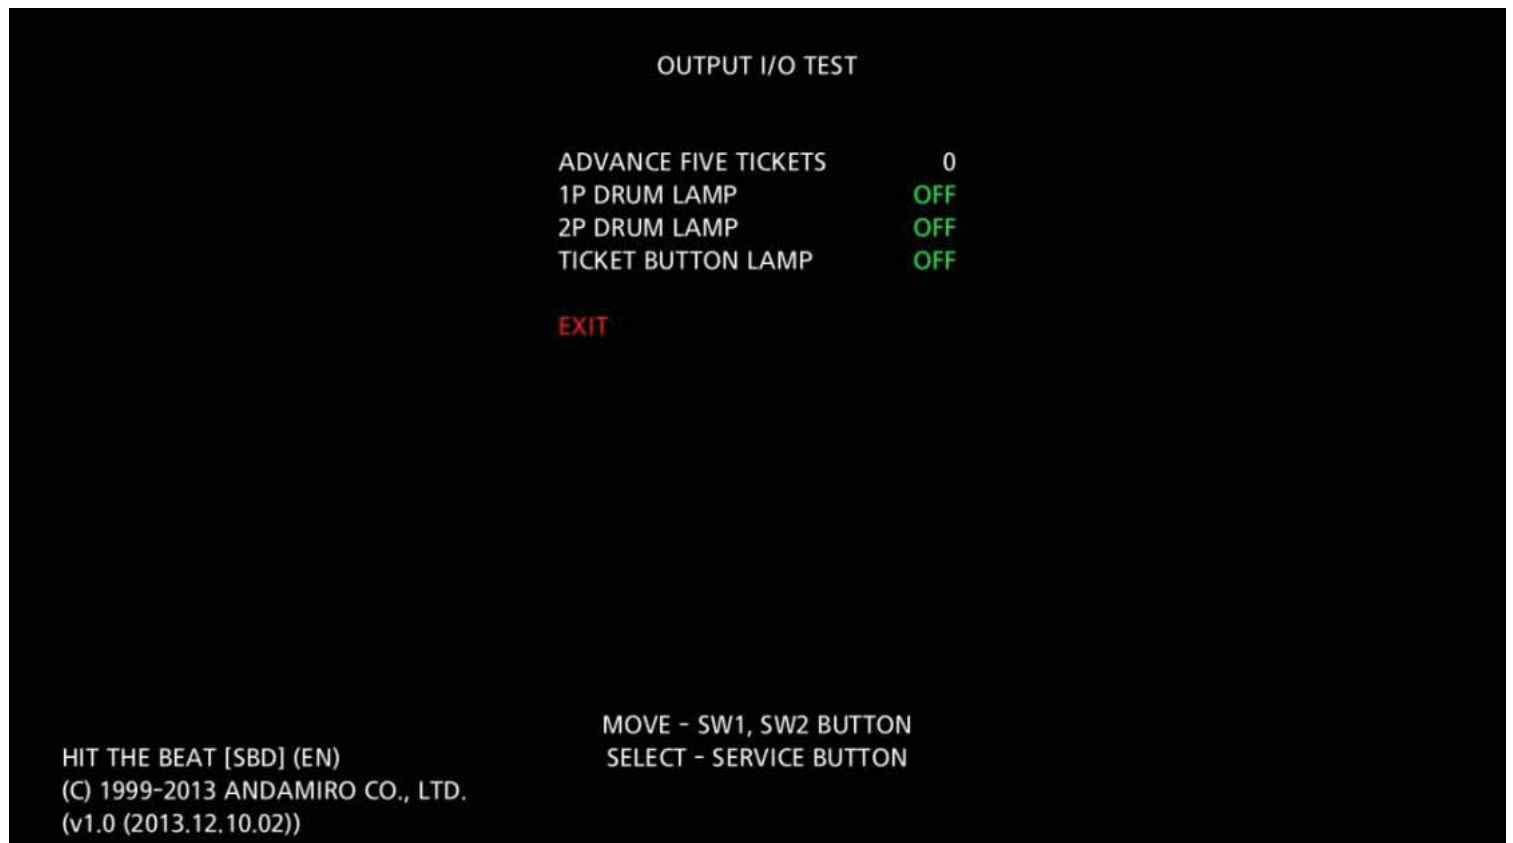 OUTPUT I/O TEST
ADVANCE FIVE TICKETS 0
1P DRUM LAMP OFF
2P DRUM LAMP OFF
TICKET BUTTON LAMP OFF
EXIT
MOVE - SW1, SW2 BUTTON
SELECT - SERVICE BUTTON
HIT THE BEAT [SBD] (EN)
(C) 1999-2013 ANDAMIRO CO., LTD.
(v1.0 (2013.12.10.02))